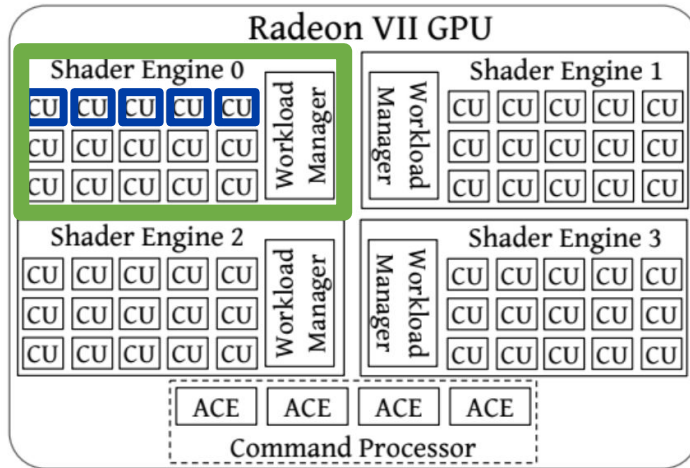 Radeon VII GPU
Shader Engine 0
CU CU CU CU CU
CU CU CU CU CU
CU CU CU CU CU
Workload
Manager
Shader Engine 1
Workload
Manager
CU CU CU CU CU
CU CU CU CU CU
CU CU CU CU CU
Shader Engine 2
CU CU CU CU CU
CU CU CU CU CU
CU CU CU CU CU
Workload
Manager
Shader Engine 3
Workload
Manager
CU CU CU CU CU
CU CU CU CU CU
CU CU CU CU CU
ACE ACE ACE ACE
Command Processor